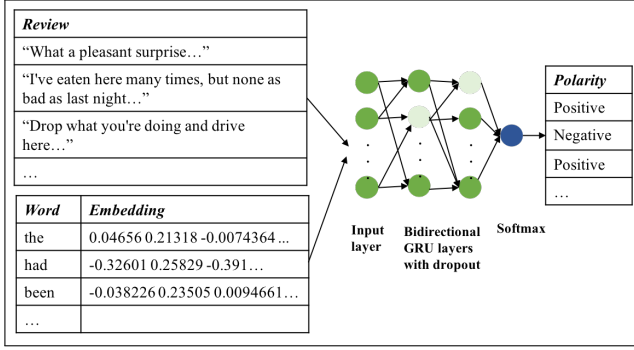 Review
“What a pleasant surprise…”
“I've eaten here many times, but none as
bad as last night…”
“Drop what you're doing and drive
here…”
…
Word Embedding
the 0.04656 0.21318 -0.0074364 ...
had -0.32601 0.25829 -0.391…
been -0.038226 0.23505 0.0094661…
…
Input
layer
Bidirectional
GRU layers
with dropout
Softmax
Polarity
Positive
Negative
Positive
…